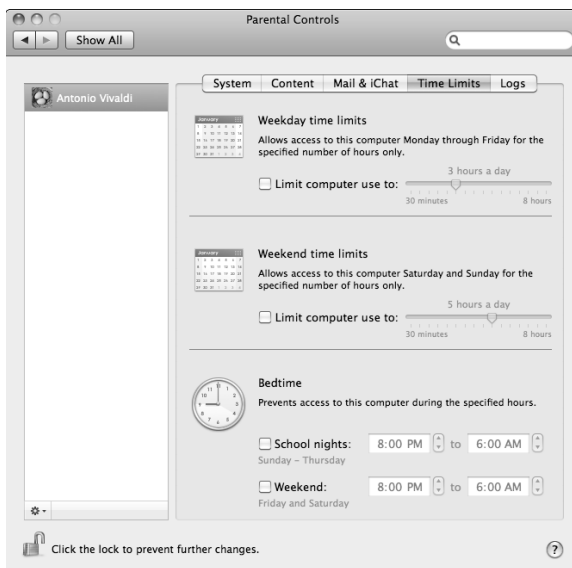 Parental Controls
Show All
Antonio Vivaldi
System Content Mail & iChat Time Limits Logs
Weekday time limits
Allows access to this computer Monday through Friday for the
specified number of hours only.
Limit computer use to:
3 hours a day
30 minutes 8 hours
Weekend time limits
Allows access to this computer Saturday and Sunday for the
specified number of hours only.
Limit computer use to:
5 hours a day
30 minutes 8 hours
Bedtime
Prevents access to this computer during the specified hours.
School nights: 8:00 PM to 6:00 AM
Sunday – Thursday
Weekend: 8:00 PM to 6:00 AM
Friday and Saturday
Click the lock to prevent further changes.
?